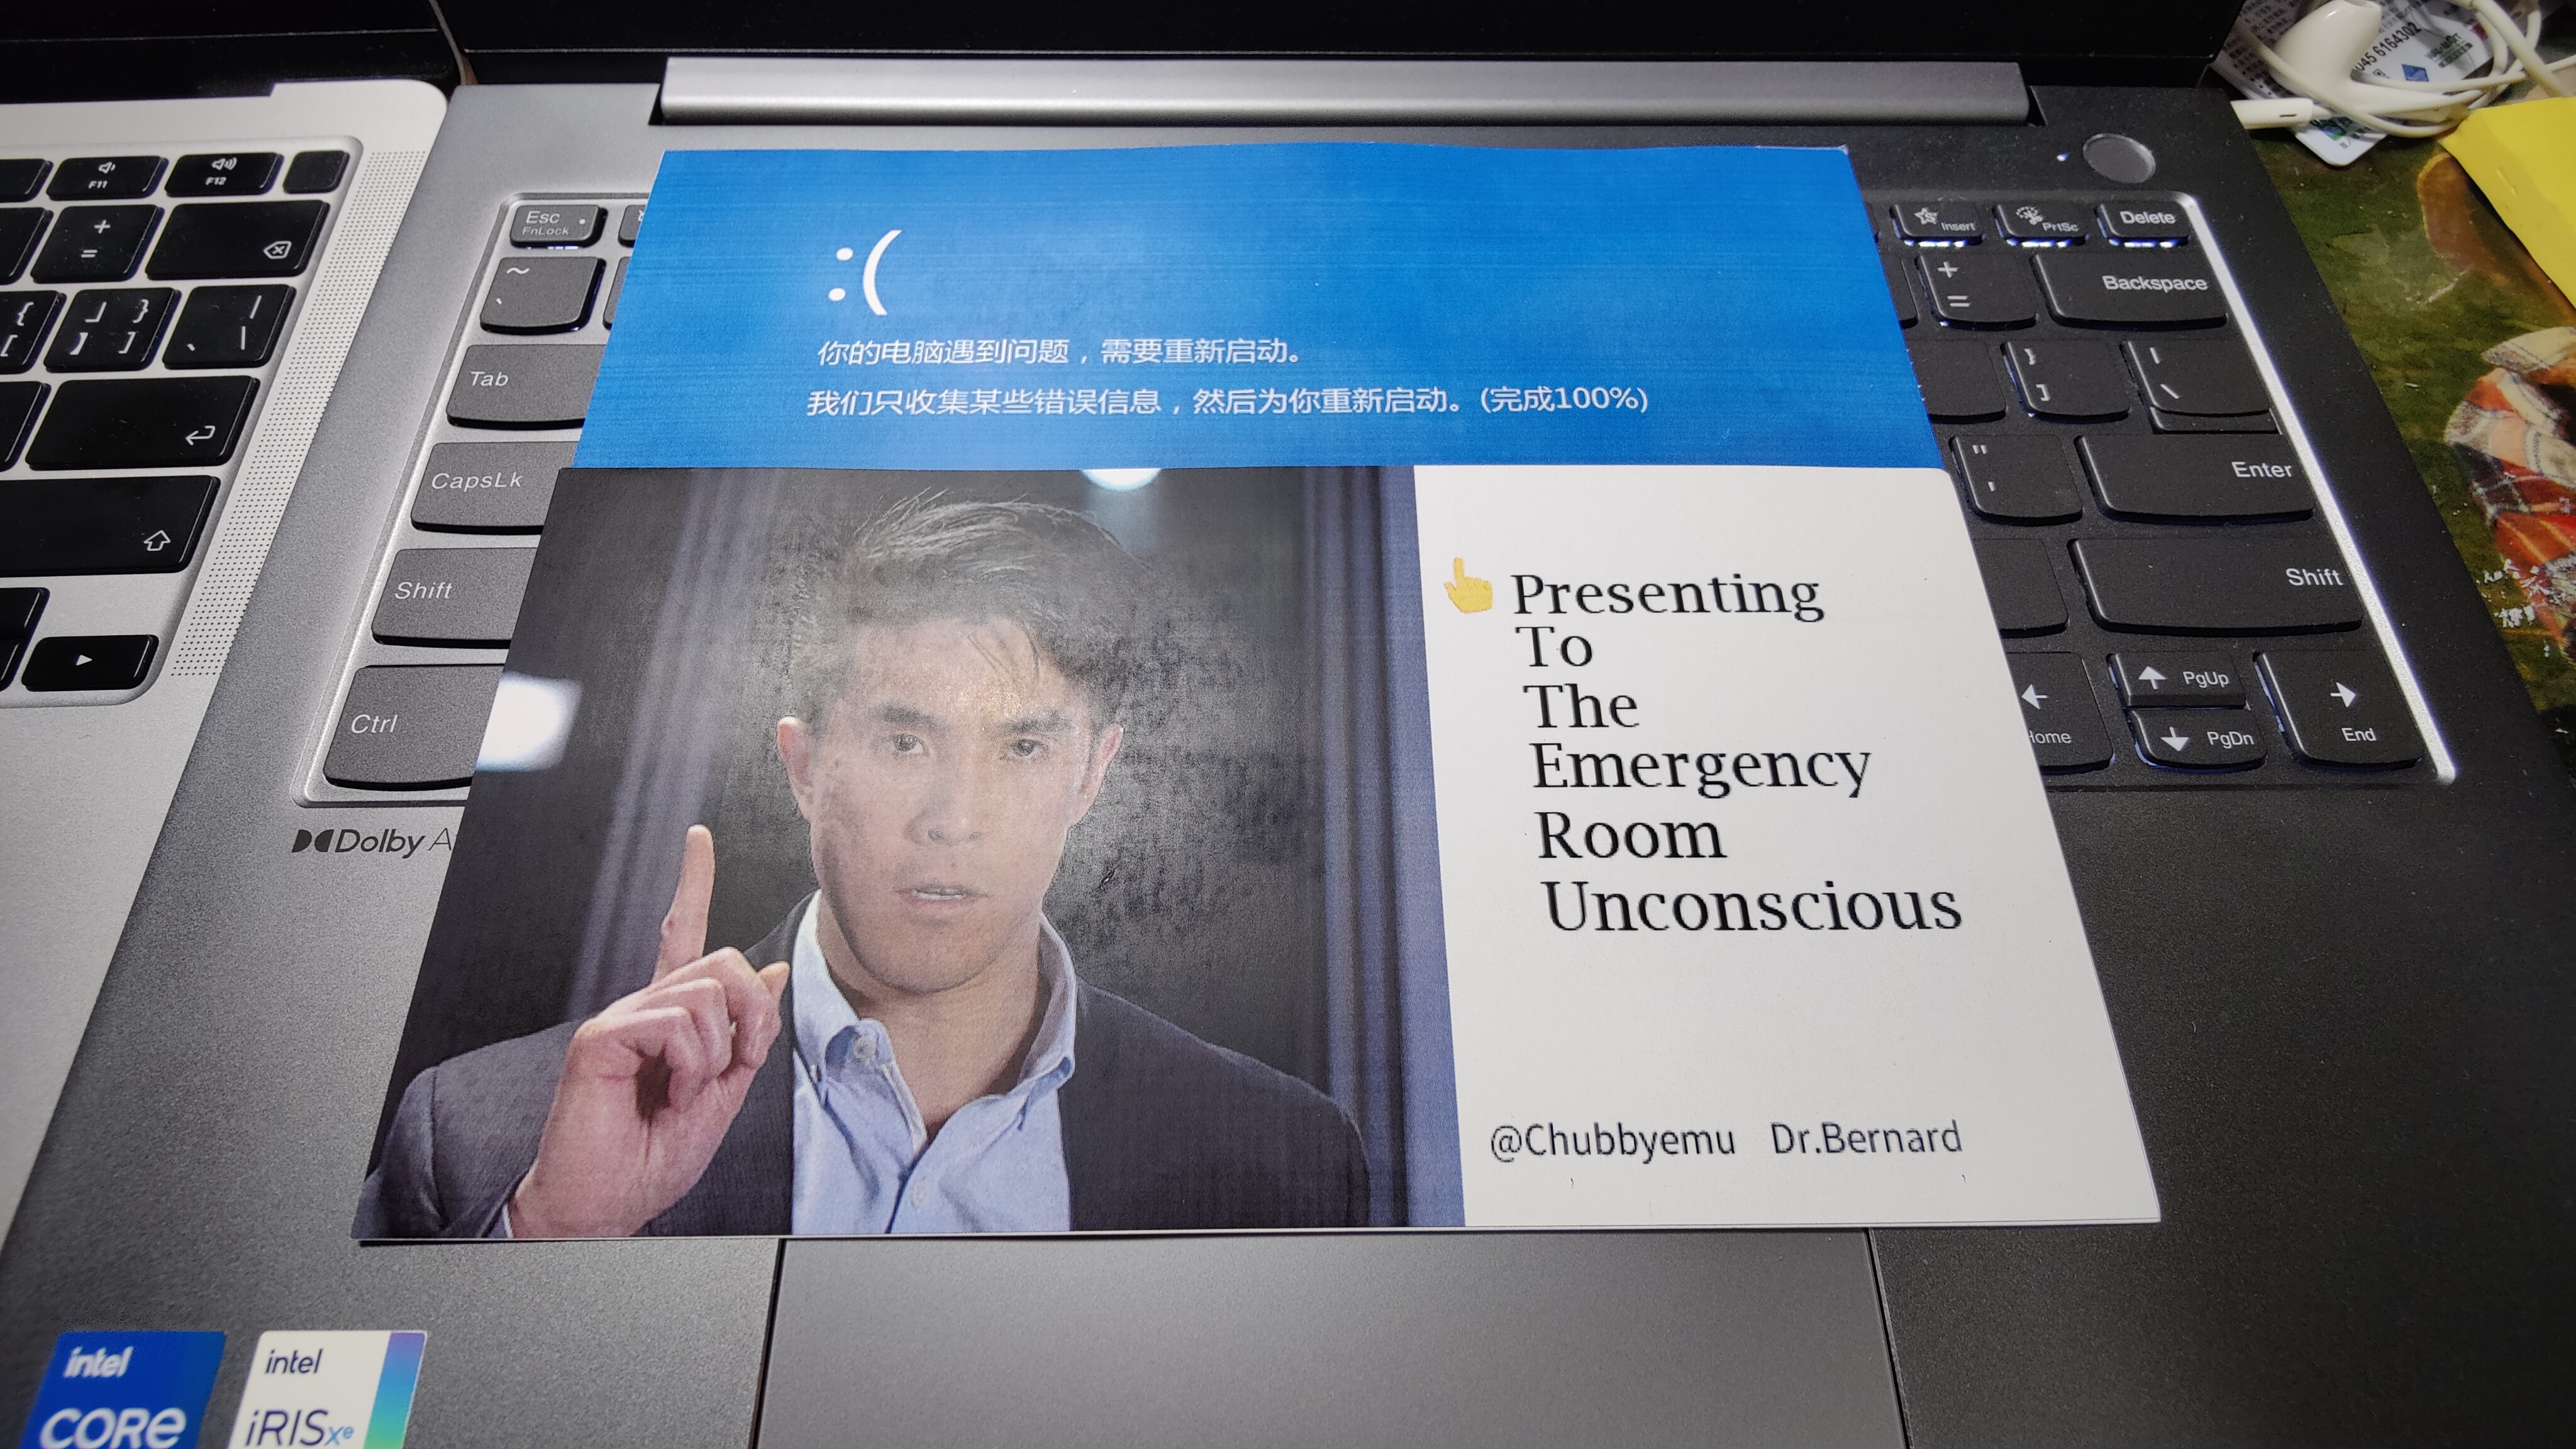 :(
你的电脑遇到问题，需要重新启动。
我们只收集某些错误信息，然后为你重新启动。(完成100%)
Presenting
To
The
Emergency
Room
Unconscious
@Chubbyemu Dr.Bernard
F11
F12
+
=
{
[
} ]
| \
Esc
FnLock
~
`
Tab
CapsLk
Shift
Ctrl
Insert
PrtSc
Delete
+
=
Backspace
}
]
|
\
"
'
Enter
Shift
PgUp
Home
PgDn
End
Dolby
intel
CORE
intel
iRIS xe
6164302